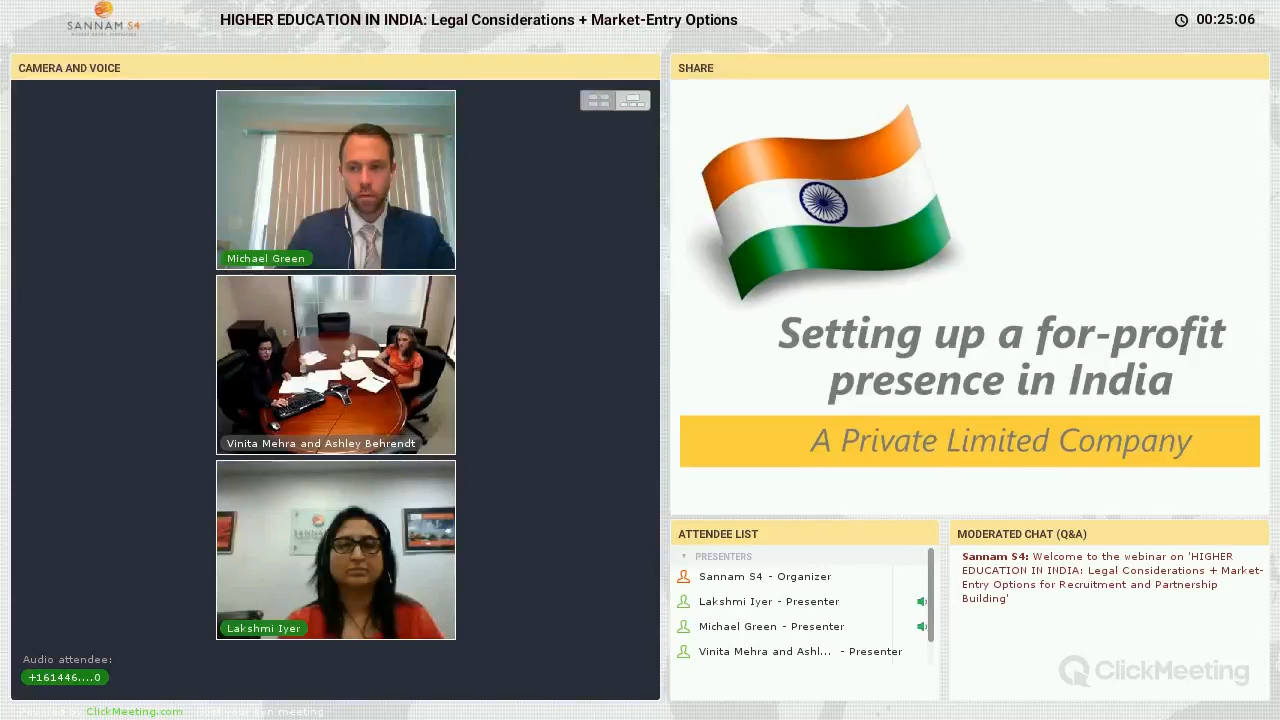 SANNAM S4
HIGHER EDUCATION IN INDIA: Legal Considerations + Market-Entry Options
00:25:06
CAMERA AND VOICE
Michael Green
Vinita Mehra and Ashley Behrendt
Lakshmi Iyer
Audio attendee:
+161446....0
ClickMeeting.com
SHARE
Setting up a for-profit
presence in India
A Private Limited Company
ATTENDEE LIST
PRESENTERS
Sannam S4 - Organizer
Lakshmi Iyer - Presenter
Michael Green - Presenter
Vinita Mehra and Ashl... - Presenter
MODERATED CHAT (Q&A)
Sannam S4: Welcome to the webinar on 'HIGHER
EDUCATION IN INDIA: Legal Considerations + Market-
Entry Options for Recruitment and Partnership
Building'
ClickMeeting